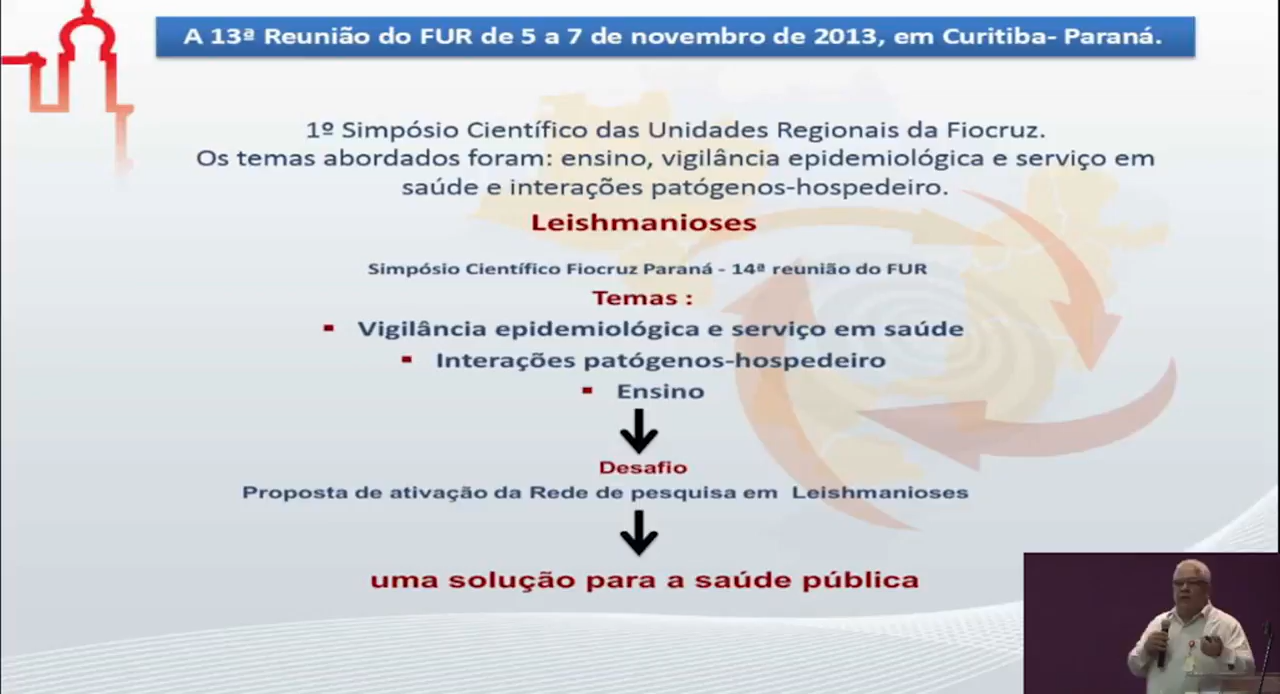 A 13ª Reunião do FUR de 5 a 7 de novembro de 2013, em Curitiba- Paraná.
1º Simpósio Científico das Unidades Regionais da Fiocruz.
Os temas abordados foram: ensino, vigilância epidemiológica e serviço em
saúde e interações patógenos-hospedeiro.
Leishmanioses
Simpósio Científico Fiocruz Paraná - 14ª reunião do FUR
Temas :
▪ Vigilância epidemiológica e serviço em saúde
▪ Interações patógenos-hospedeiro
▪ Ensino
Desafio
Proposta de ativação da Rede de pesquisa em Leishmanioses
uma solução para a saúde pública